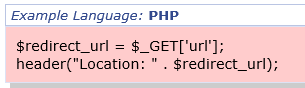 Example Language: PHP
$redirect_url = $_GET['url'];
header("Location: " . $redirect_url);